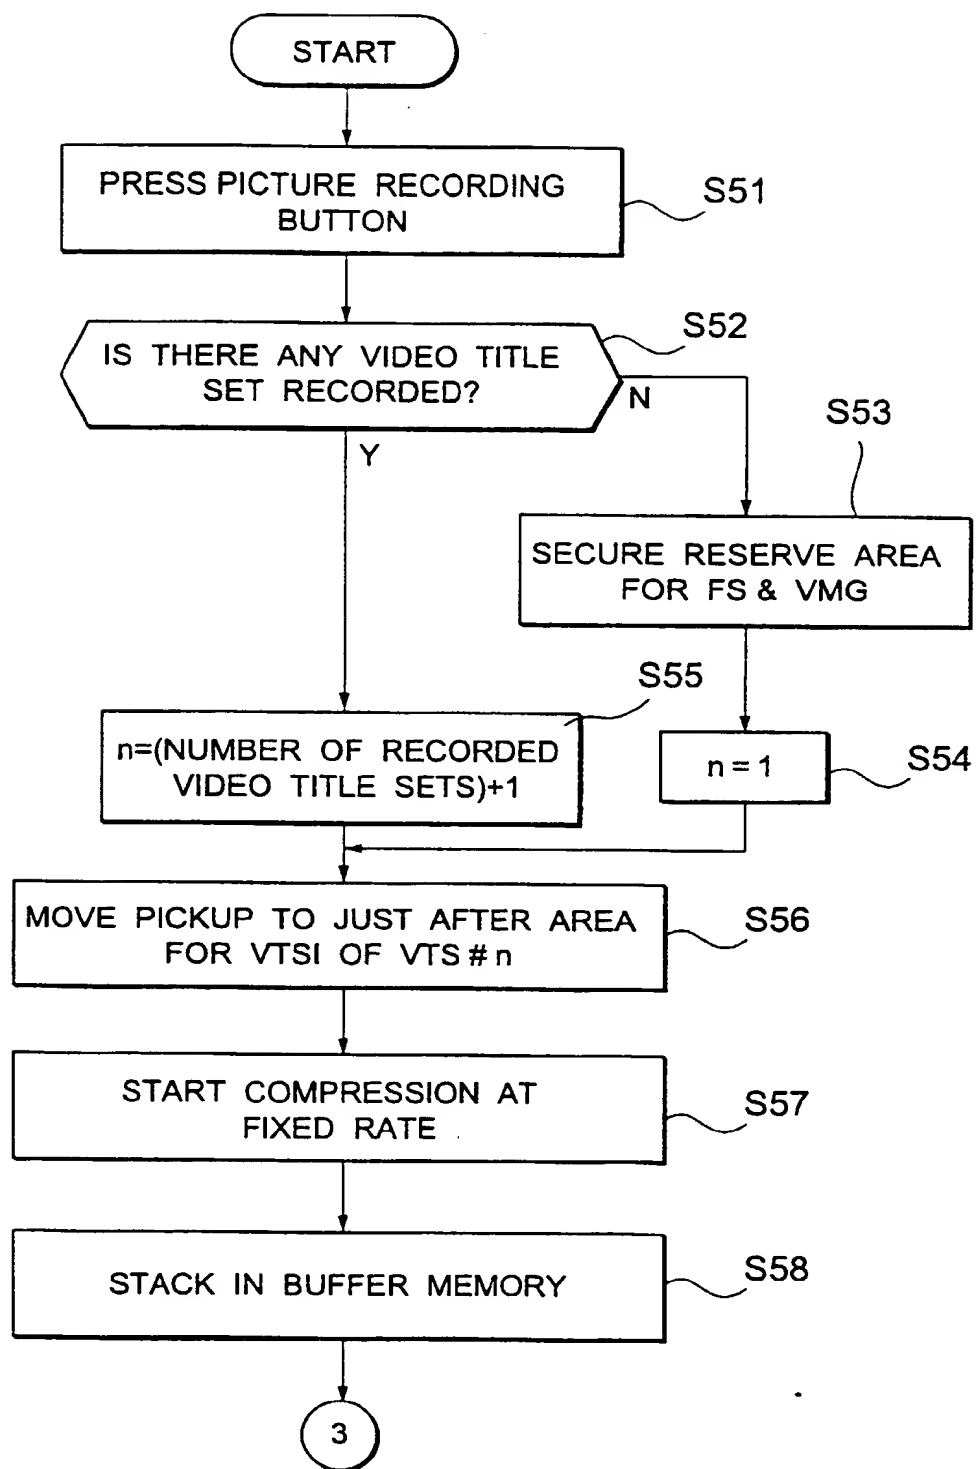 START
PRESS PICTURE RECORDING
BUTTON
S51
IS THERE ANY VIDEO TITLE
SET RECORDED?
S52
N
Y
S53
SECURE RESERVE AREA
FOR FS & VMG
S55
n=(NUMBER OF RECORDED
VIDEO TITLE SETS)+1
n = 1
S54
MOVE PICKUP TO JUST AFTER AREA
FOR VTSI OF VTS # n
S56
START COMPRESSION AT
FIXED RATE
S57
STACK IN BUFFER MEMORY
S58
3